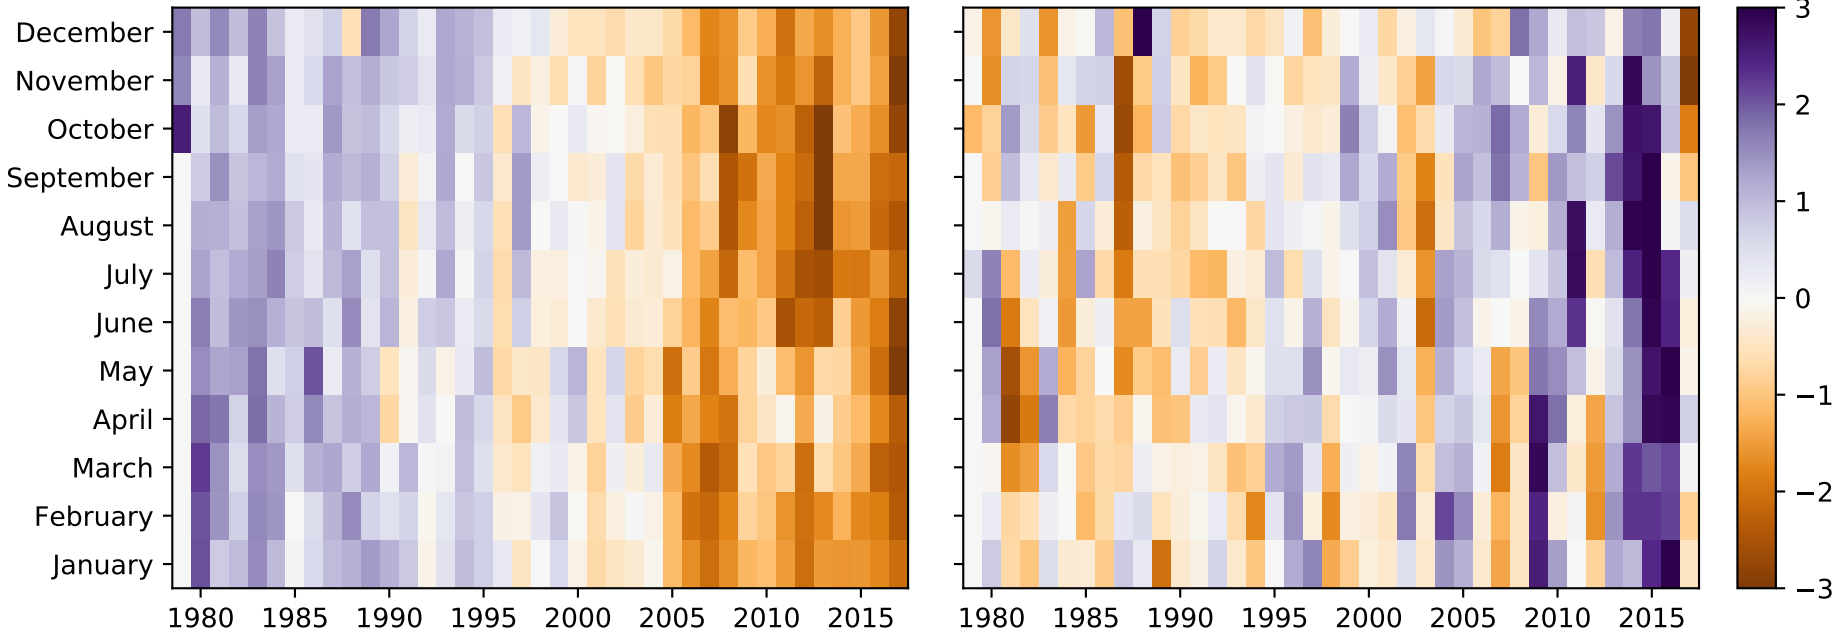 December
November
October
September
August
July
June
May
April
March
February
January
1980 1985 1990 1995 2000 2005 2010 2015
1980 1985 1990 1995 2000 2005 2010 2015
3
2
1
0
−1
−2
−3